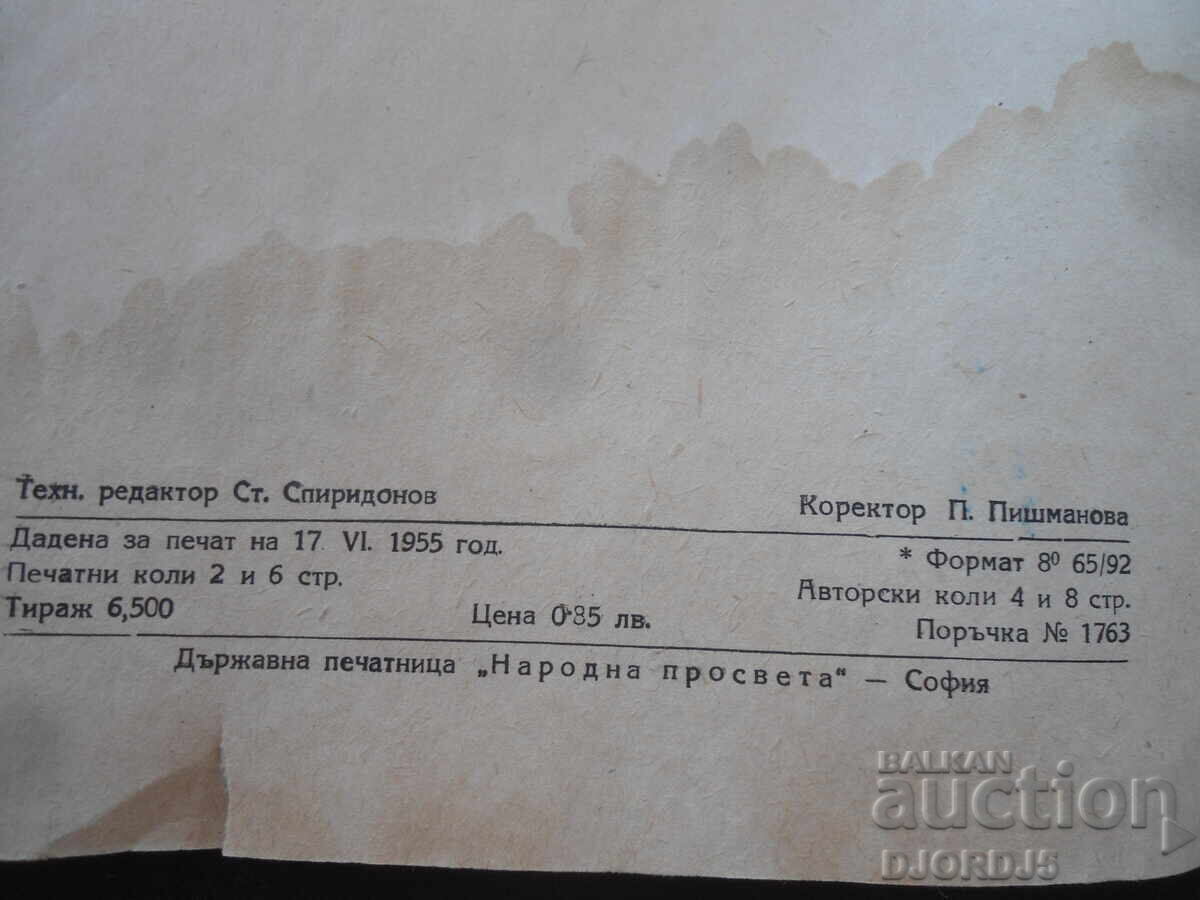 Техн. редактор Ст. Спиридонов Коректор П. Пишманова
Дадена за печат на 17. VI. 1955 год. * Формат 8⁰ 65/92
Печатни коли 2 и 6 стр. Авторски коли 4 и 8 стр.
Тираж 6,500 Цена 0·85 лв. Поръчка № 1763
Държавна печатница „Народна просвета" — София
BALKAN
auction
DJORDJ5